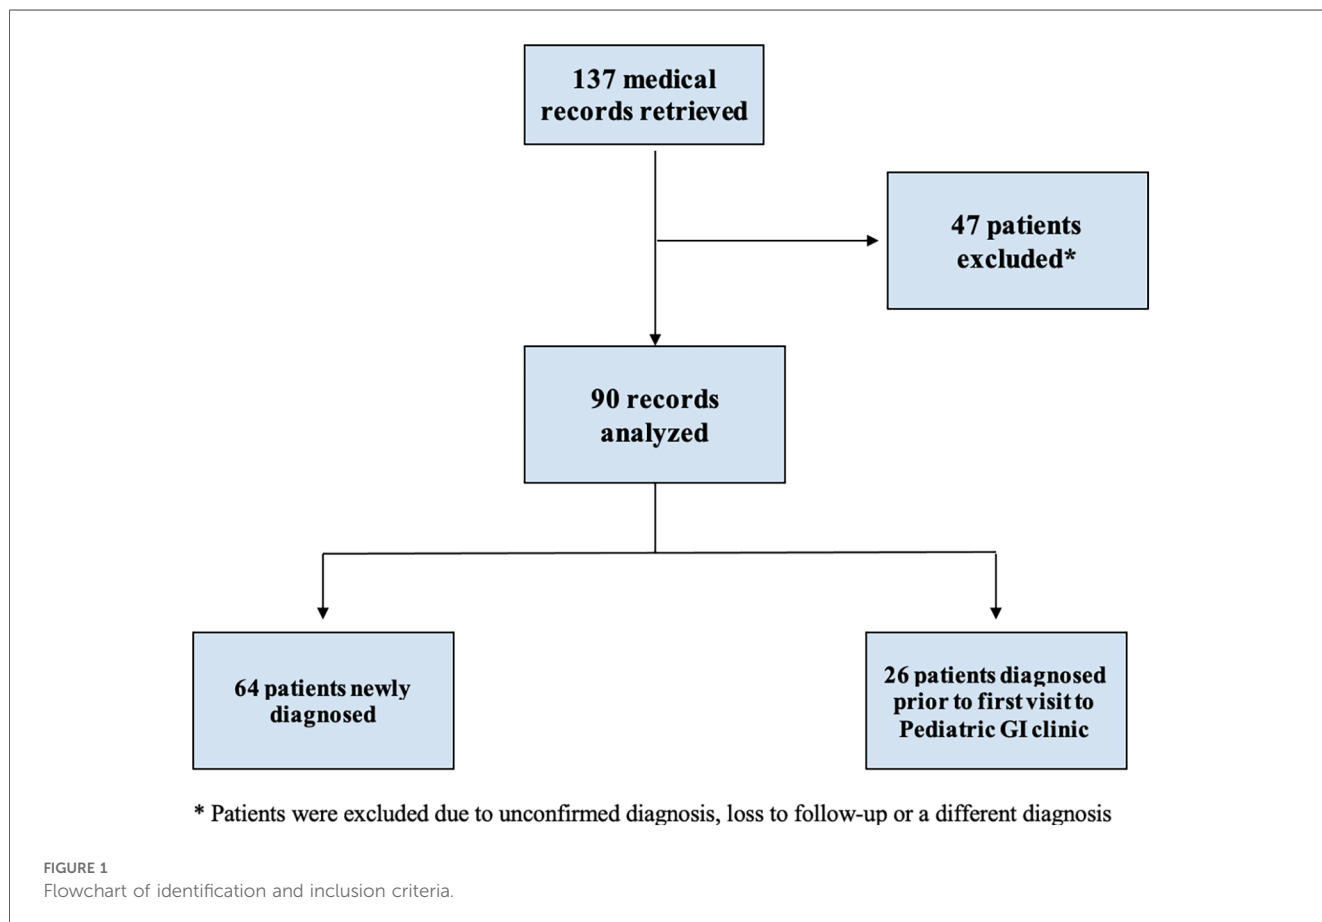 137 medical
records retrieved
47 patients
excluded*
90 records
analyzed
64 patients newly
diagnosed
26 patients diagnosed
prior to first visit to
Pediatric GI clinic
* Patients were excluded due to unconfirmed diagnosis, loss to follow-up or a different diagnosis
FIGURE 1
Flowchart of identification and inclusion criteria.